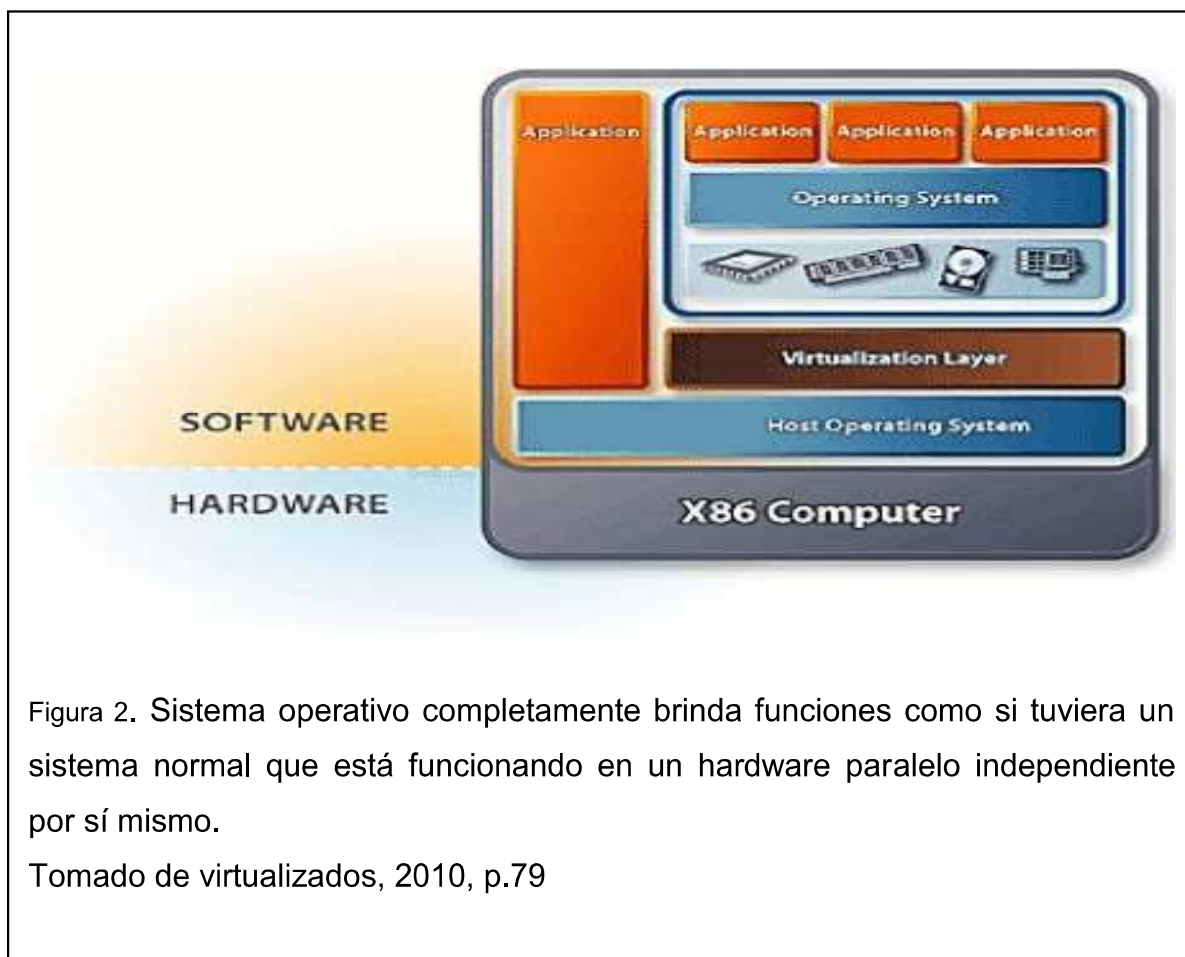 Application
Application Application Application
Operating System
Virtualization Layer
Host Operating System
SOFTWARE
HARDWARE
X86 Computer
Figura 2. Sistema operativo completamente brinda funciones como si tuviera un
sistema normal que está funcionando en un hardware paralelo independiente
por sí mismo.
Tomado de virtualizados, 2010, p.79